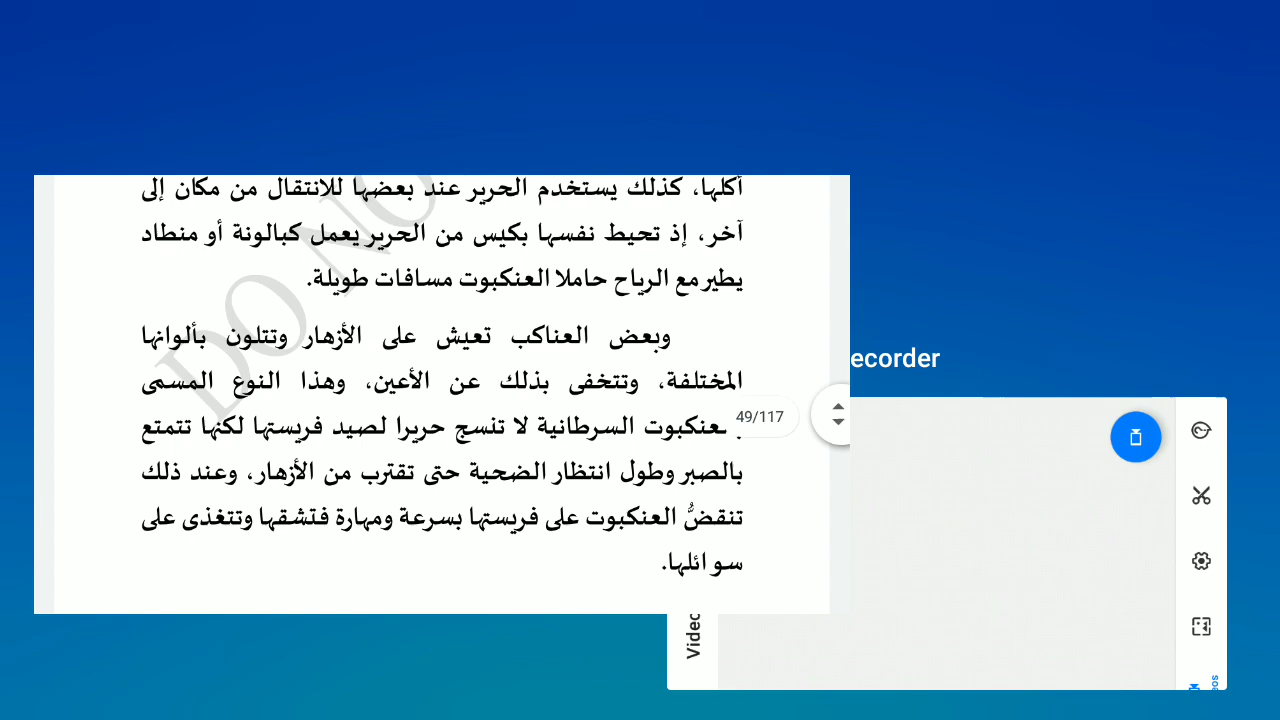 أكلها، كذلك يستخدم الحرير عند بعضها للانتقال من مكان إلى
آخر، إذ تحيط نفسها بكيس من الحرير يعمل كبالونة أو منطاد
يطير مع الرياح حاملا العنكبوت مسافات طويلة.
وبعض العناكب تعيش على الأزهار وتتلون بألوانها
المختلفة، وتتخفى بذلك عن الأعين، وهذا النوع المسمى
السرطانية لا تنسج حريرا لصيد فريستها لكنها تتمتع
بالصبر وطول انتظار الضحية حتى تقترب من الأزهار، وعند ذلك
تنقضُّ العنكبوت على فريستها بسرعة ومهارة فتشقها وتتغذى على
سوائلها.
DO NO
49/117
ecorder
Video
eos